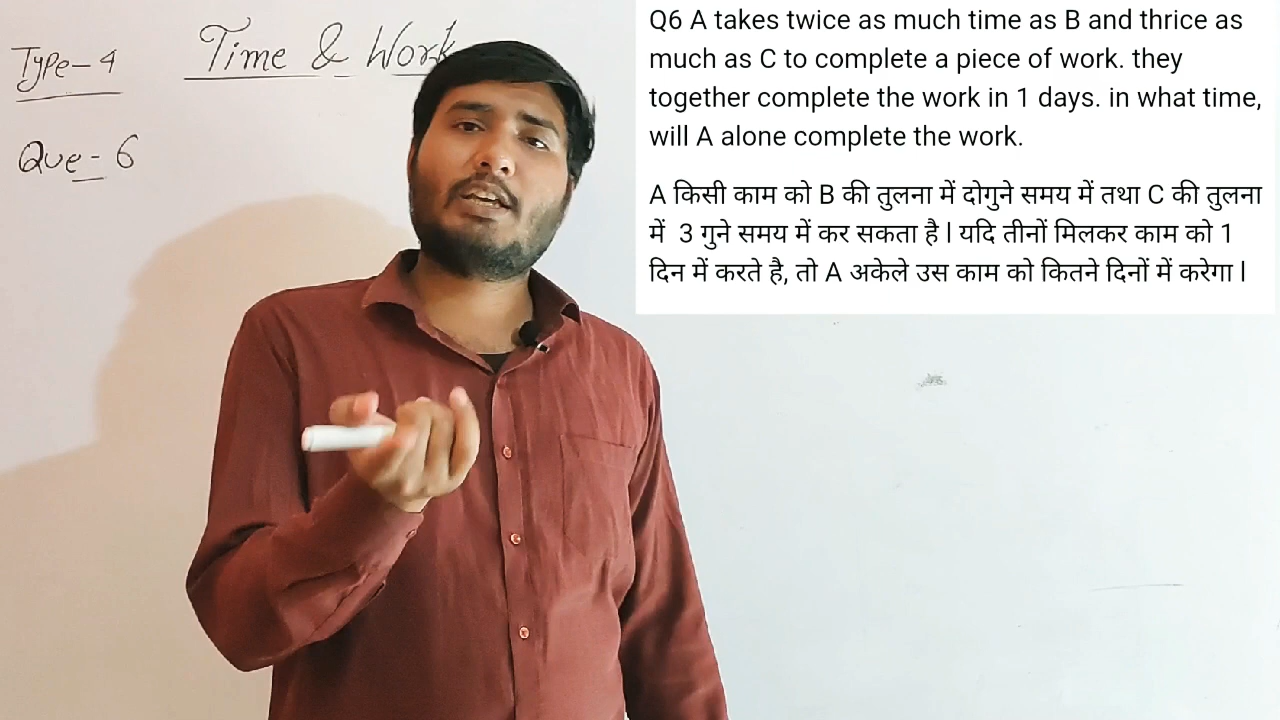 Type-4
Time & Work
Que-6
Q6 A takes twice as much time as B and thrice as
much as C to complete a piece of work. they
together complete the work in 1 days. in what time,
will A alone complete the work.
A किसी काम को B की तुलना में दोगुने समय में तथा C की तुलना
में 3 गुने समय में कर सकता है l यदि तीनों मिलकर काम को 1
दिन में करते है, तो A अकेले उस काम को कितने दिनों में करेगा l